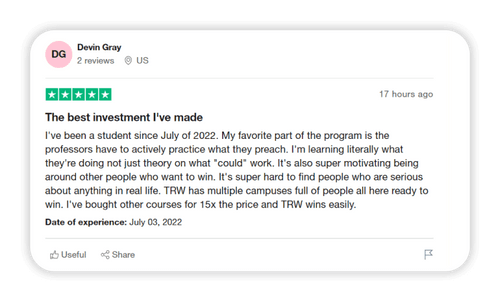 DG
Devin Gray
2 reviews US
17 hours ago
The best investment I've made
I've been a student since July of 2022. My favorite part of the program is the
professors have to actively practice what they preach. I'm learning literally what
they're doing not just theory on what "could" work. It's also super motivating being
around other people who want to win. It's super hard to find people who are serious
about anything in real life. TRW has multiple campuses full of people all here ready to
win. I've bought other courses for 15x the price and TRW wins easily.
Date of experience: July 03, 2022
Useful Share